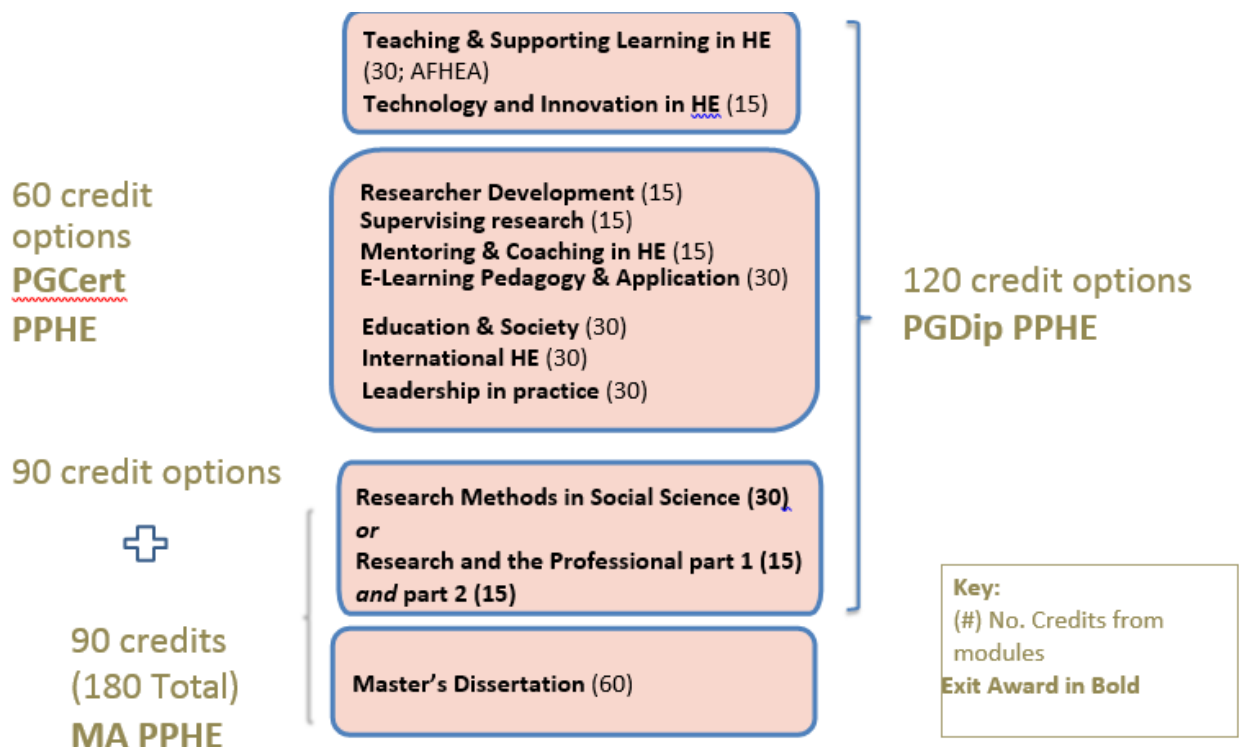 Teaching & Supporting Learning in HE
(30; AFHEA)
Technology and Innovation in HE (15)
60 credit
options
PGCert
PPHE
Researcher Development (15)
Supervising research (15)
Mentoring & Coaching in HE (15)
E-Learning Pedagogy & Application (30)
Education & Society (30)
International HE (30)
Leadership in practice (30)
120 credit options
PGDip PPHE
90 credit options
90 credits
(180 Total)
MA PPHE
Research Methods in Social Science (30)
or
Research and the Professional part 1 (15)
and part 2 (15)
Master’s Dissertation (60)
Key:
(#) No. Credits from
modules
Exit Award in Bold